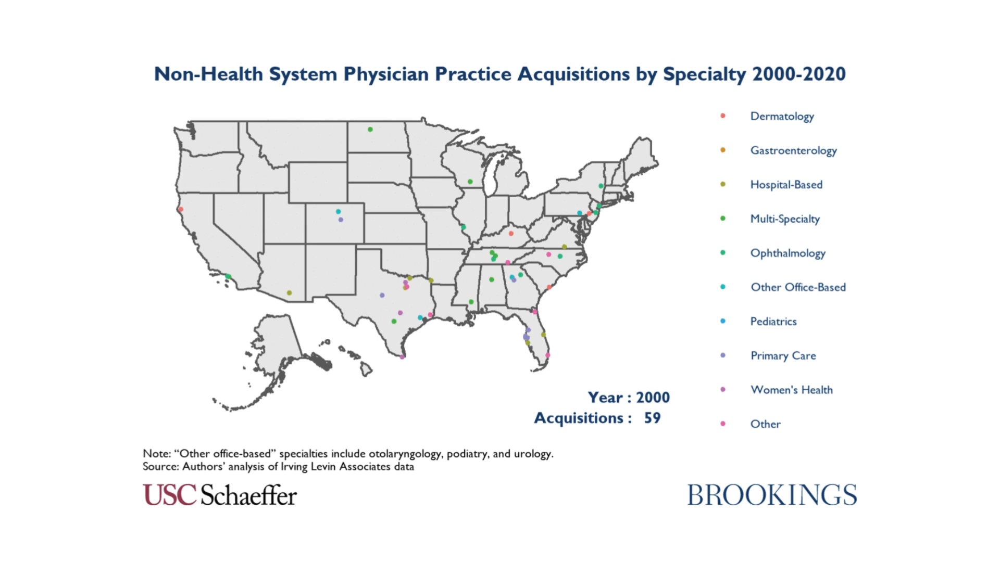 Non-Health System Physician Practice Acquisitions by Specialty 2000-2020
Dermatology
Gastroenterology
Hospital-Based
Multi-Specialty
Ophthalmology
Other Office-Based
Pediatrics
Primary Care
Women's Health
Other
Year : 2000
Acquisitions : 59
Note: “Other office-based” specialties include otolaryngology, podiatry, and urology.
Source: Authors’ analysis of Irving Levin Associates data
USC Schaeffer
BROOKINGS